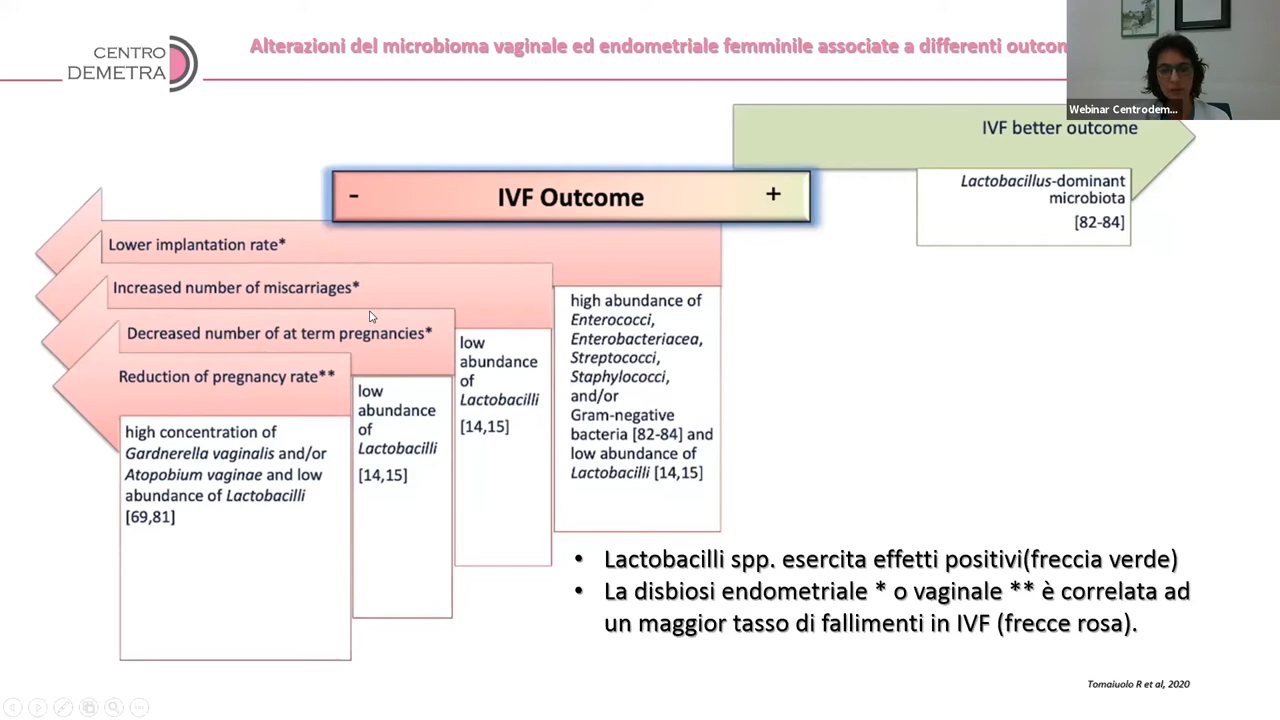 CENTRO
DEMETRA
Alterazioni del microbioma vaginale ed endometriale femminile associate a differenti
Webinar Centrodem...
IVF better outcome
Lactobacillus-dominant
microbiota
[82-84]
- IVF Outcome +
Lower implantation rate*
Increased number of miscarriages*
Decreased number of at term pregnancies*
Reduction of pregnancy rate**
high concentration of
Gardnerella vaginalis and/or
Atopobium vaginae and low
abundance of Lactobacilli
[69,81]
low
abundance
of
Lactobacilli
[14,15]
low
abundance
of
Lactobacilli
[14,15]
high abundance of
Enterococci,
Enterobacteriacea,
Streptococci,
Staphylococci,
and/or
Gram-negative
bacteria [82-84] and
low abundance of
Lactobacilli [14,15]
• Lactobacilli spp. esercita effetti positivi(freccia verde)
• La disbiosi endometriale * o vaginale ** è correlata ad
un maggior tasso di fallimenti in IVF (frecce rosa).
Tomaiuolo R et al, 2020